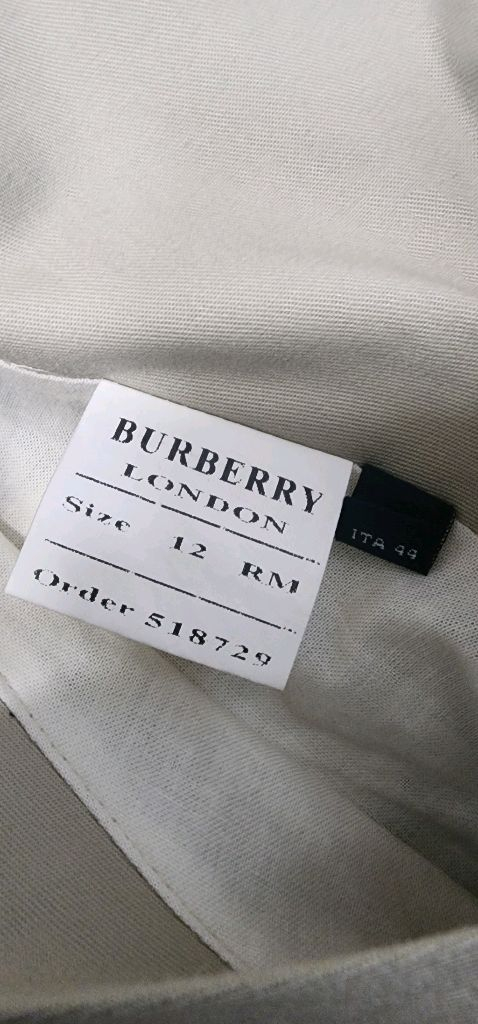 BURBERRY
LONDON
Size 12 RM
Order 518729
ITA 44